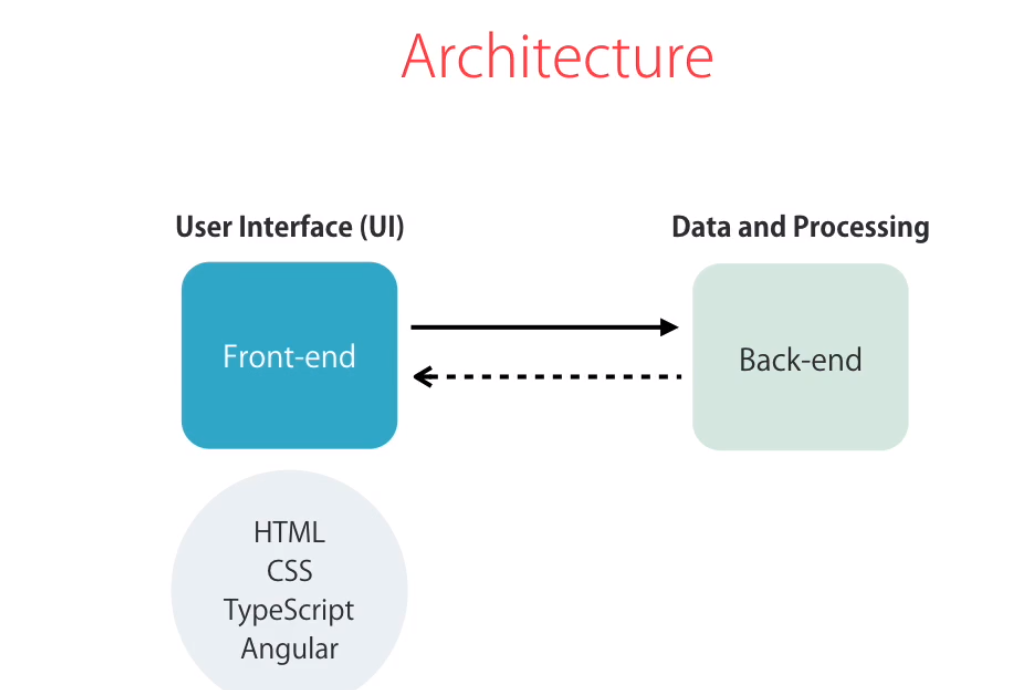 Architecture
User Interface (UI)
Data and Processing
Front-end
Back-end
HTML
CSS
TypeScript
Angular